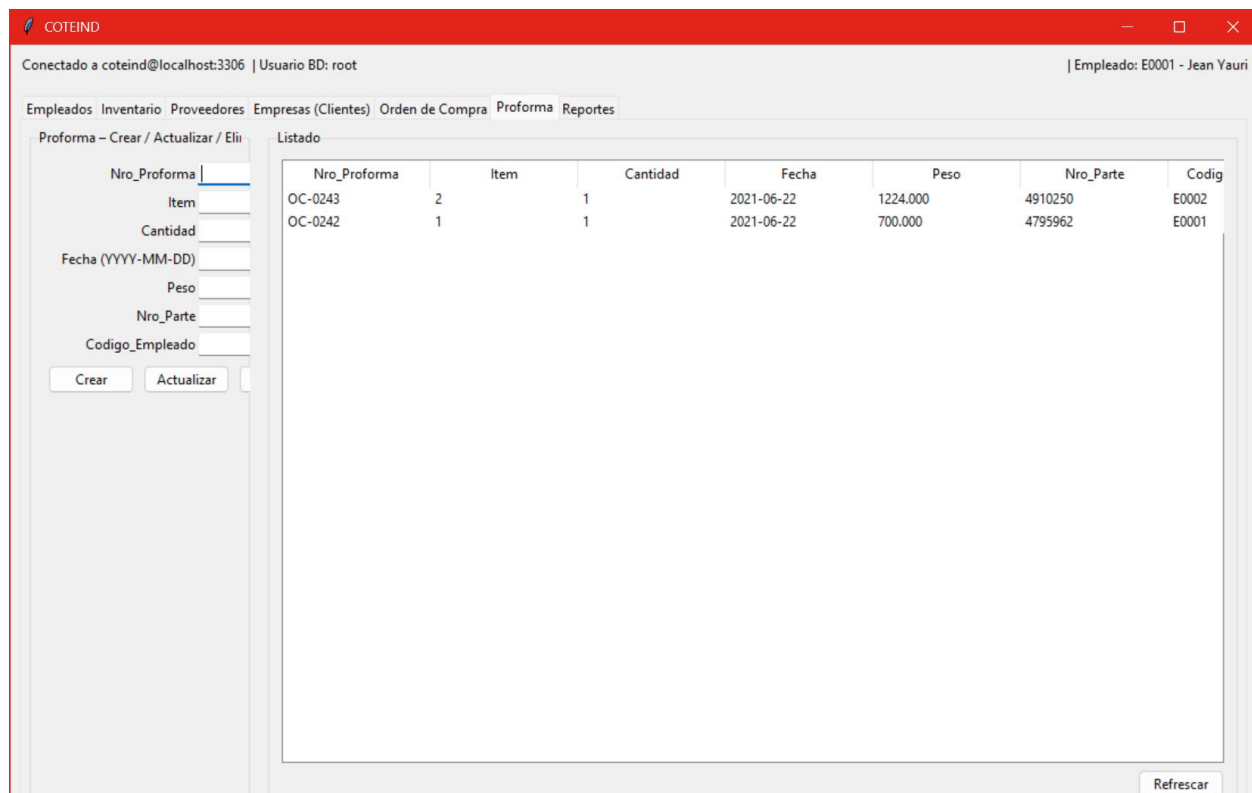 COTEIND
Conectado a coteind@localhost:3306 | Usuario BD: root | Empleado: E0001 - Jean Yauri
Empleados Inventario Proveedores Empresas (Clientes) Orden de Compra Proforma Reportes
Proforma – Crear / Actualizar / Eli
Nro_Proforma
Item
Cantidad
Fecha (YYYY-MM-DD)
Peso
Nro_Parte
Codigo_Empleado
Crear Actualizar
Listado
Nro_Proforma Item Cantidad Fecha Peso Nro_Parte Codig
OC-0243 2 1 2021-06-22 1224.000 4910250 E0002
OC-0242 1 1 2021-06-22 700.000 4795962 E0001
Refrescar